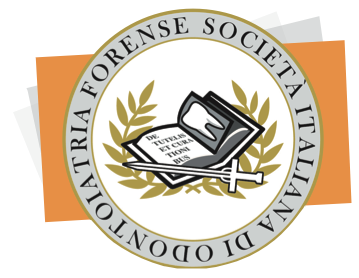 SOCIETÀ ITALIANA DI ODONTOIATRIA FORENSE
DE
TUTELIS
ET CURA
TIONI
BUS